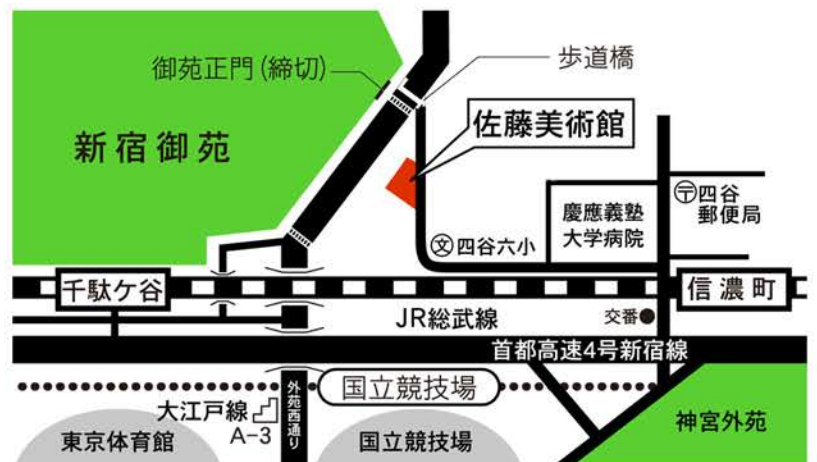 御苑正門(締切)
歩道橋
新宿御苑
佐藤美術館
慶應義塾
大学病院
〒四谷
郵便局
文 四谷六小
千駄ケ谷
信濃町
JR総武線
交番
首都高速4号新宿線
外苑西通り
国立競技場
大江戸線
A-3
東京体育館
国立競技場
神宮外苑